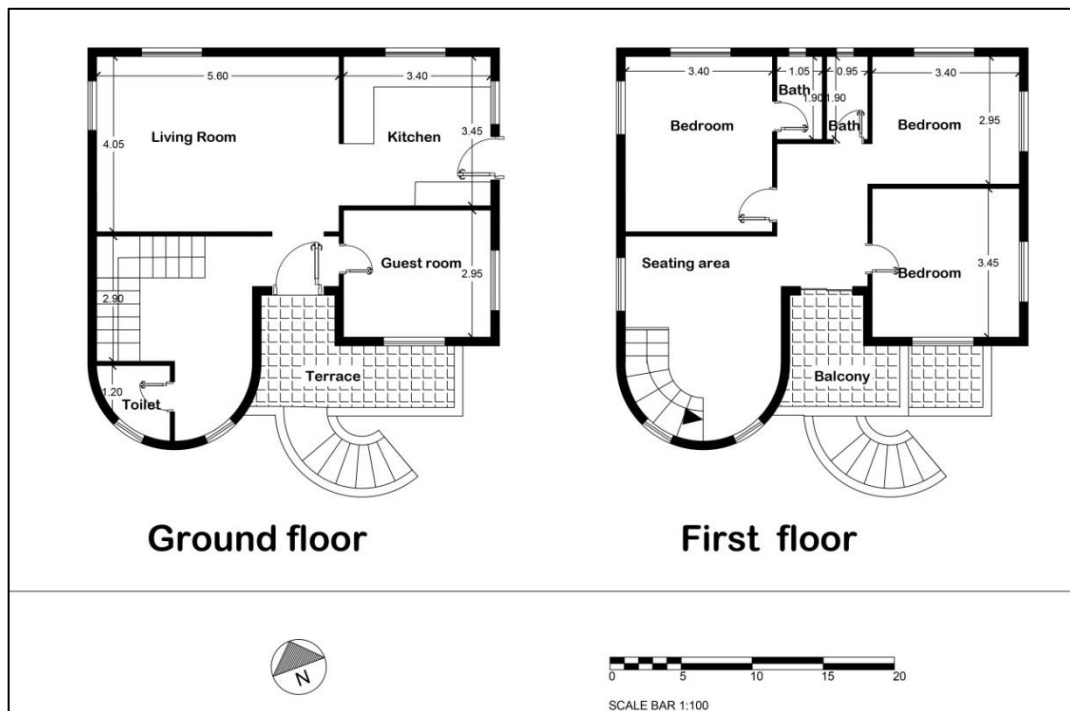 5.60
3.40
Living Room
Kitchen
4.05
3.45
Guest room
2.95
2.90
1.20
Toilet
Terrace
Ground floor
3.40
1.05
0.95
3.40
Bath
1.90
1.90
Bath
Bedroom
Bedroom
2.95
Seating area
Bedroom
3.45
Balcony
First floor
N
0 5 10 15 20
SCALE BAR 1:100